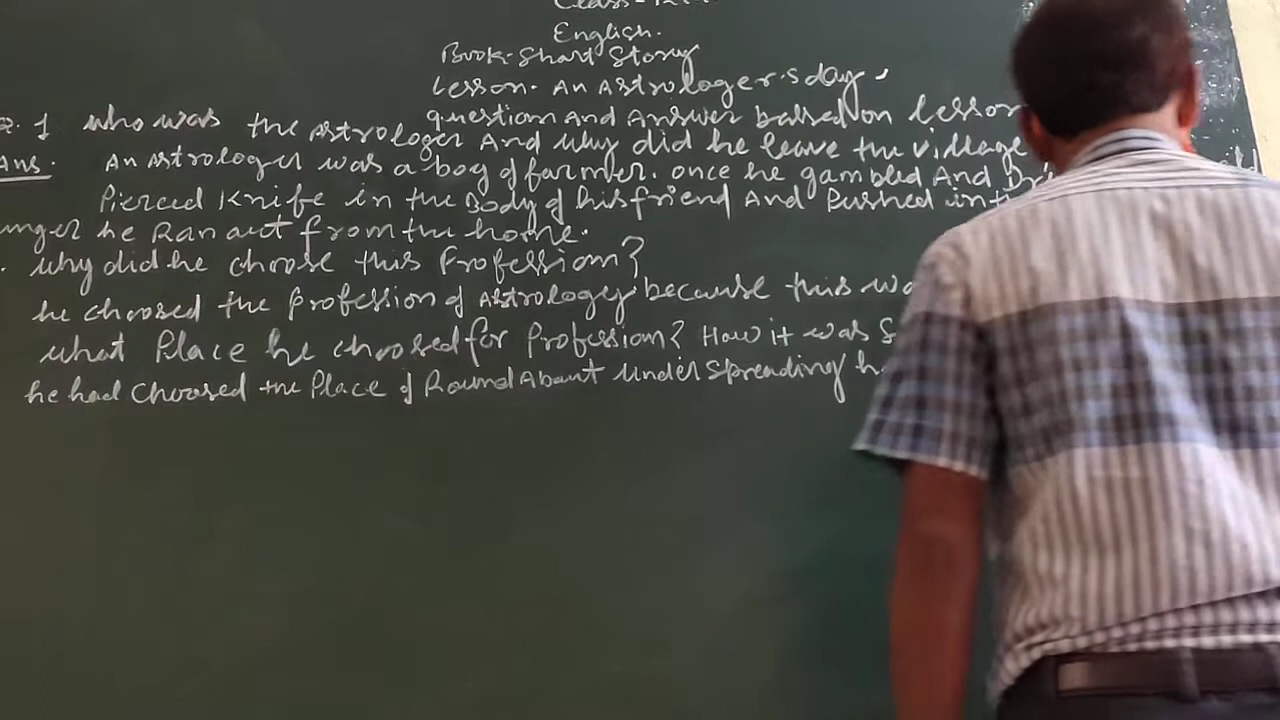 English.
Book-Short Story
Lesson. An Astrologer's day.
question And Answer based on lesson
Q. 1 who was the Astrologer And why did he leave the village
Ans. An Astrologer was a boy of farmer. once he gambled And
Pierced Knife in the Body of his friend And Pushed in
he Ran out from the home.
why did he choose this Profession?
he choosed the Profession of Astrology because this
what Place he choosed for Profession? How it was
he had choosed the Place of Round About under spreading